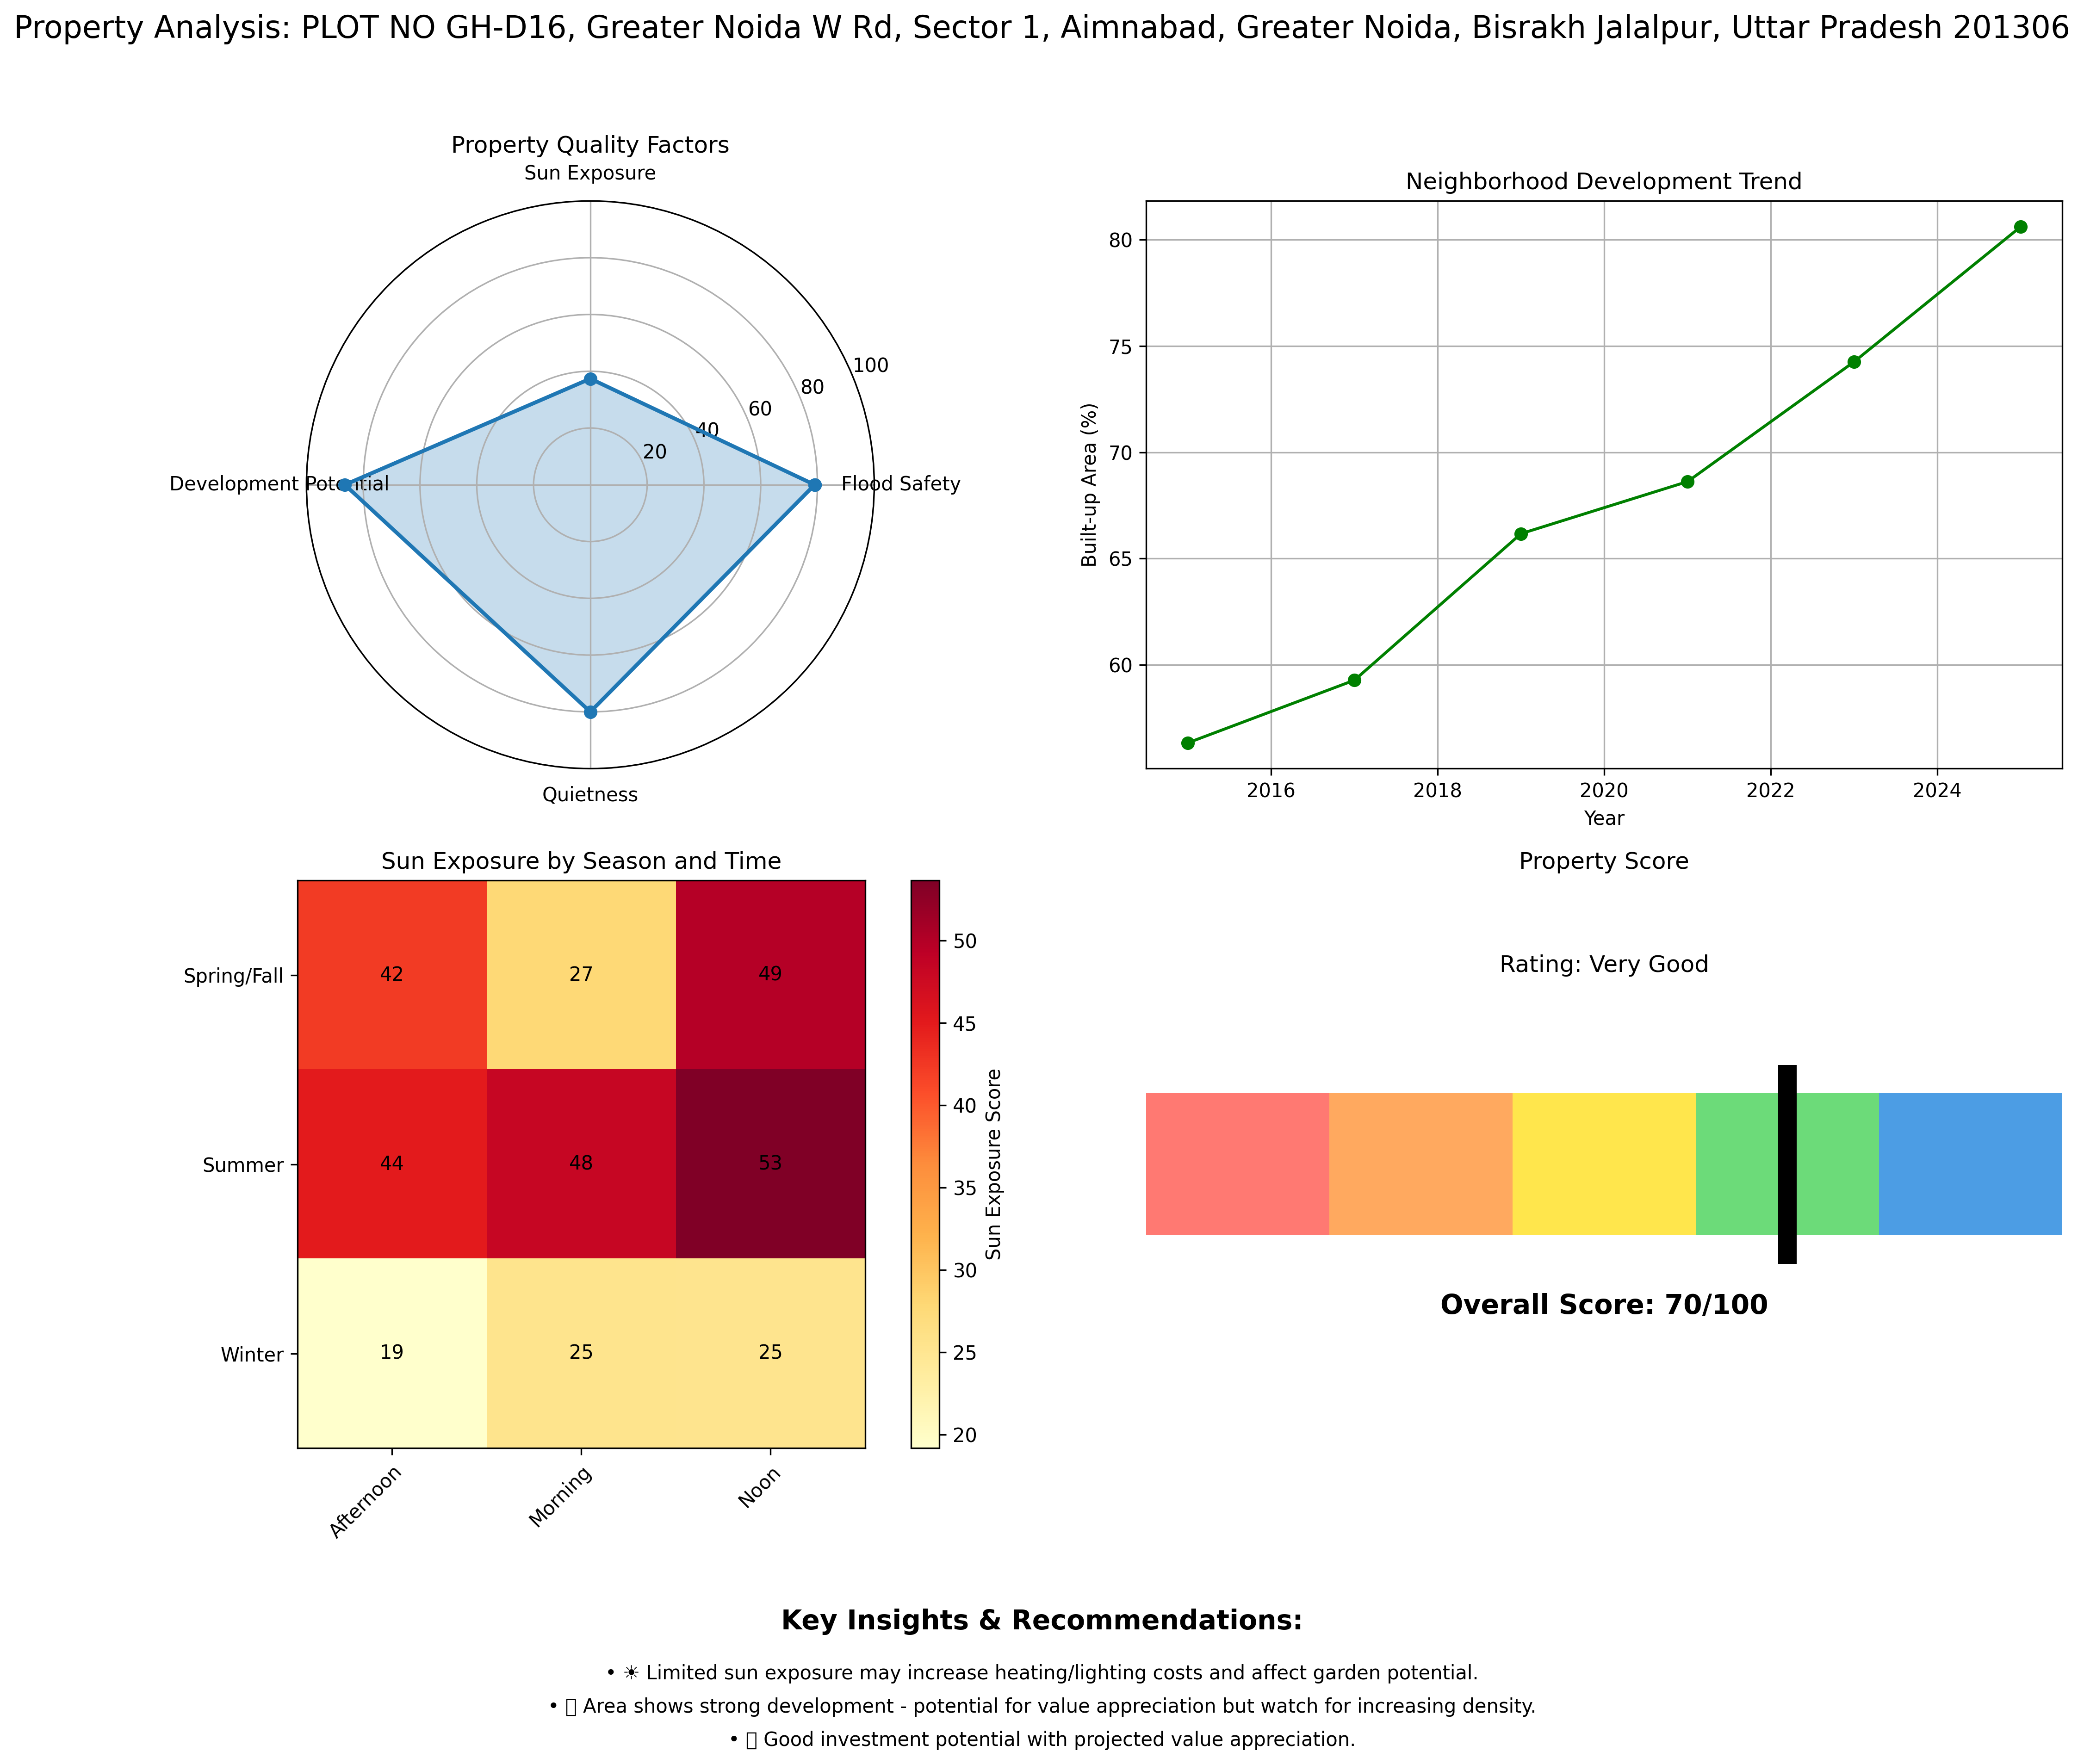 Property Analysis: PLOT NO GH-D16, Greater Noida W Rd, Sector 1, Aimnabad, Greater Noida, Bisrakh Jalalpur, Uttar Pradesh 201306
Property Quality Factors
Sun Exposure
100
80
60
40
20
Development Potential
Flood Safety
Quietness
Neighborhood Development Trend
80
75
70
65
60
Built-up Area (%)
2016 2018 2020 2022 2024
Year
Sun Exposure by Season and Time
Spring/Fall 42 27 49
Summer 44 48 53
Winter 19 25 25
Afternoon Morning Noon
50
45
40
35
30
25
20
Sun Exposure Score
Property Score
Rating: Very Good
Overall Score: 70/100
Key Insights & Recommendations:
• ☀ Limited sun exposure may increase heating/lighting costs and affect garden potential.
• Area shows strong development - potential for value appreciation but watch for increasing density.
• Good investment potential with projected value appreciation.